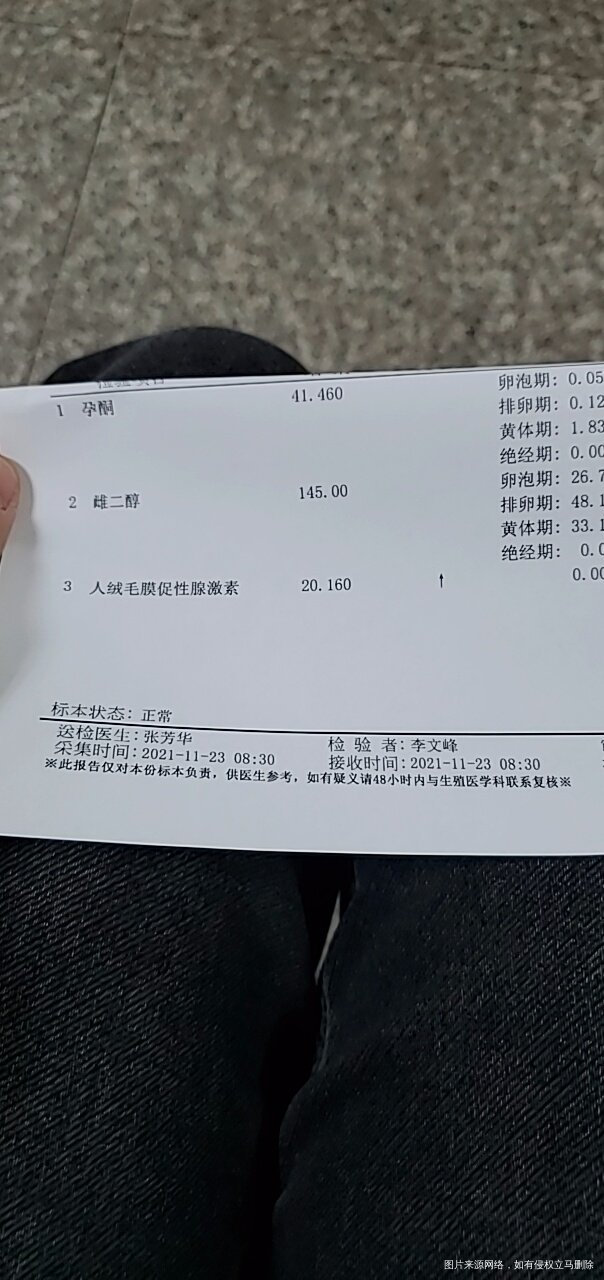 1 孕酮 41.460 卵泡期: 0.05
排卵期: 0.12
黄体期: 1.83
绝经期: 0.00
2 雌二醇 145.00 卵泡期: 26.7
排卵期: 48.1
黄体期: 33.1
绝经期: 0.0
3 人绒毛膜促性腺激素 20.160 ↑ 0.00
标本状态: 正常
送检医生: 张芳华 检 验 者: 李文峰
采集时间: 2021-11-23 08:30 接收时间: 2021-11-23 08:30
※此报告仅对本份标本负责，供医生参考，如有疑义请48小时内与生殖医学科联系复核※
图片来源网络，如有侵权立马删除